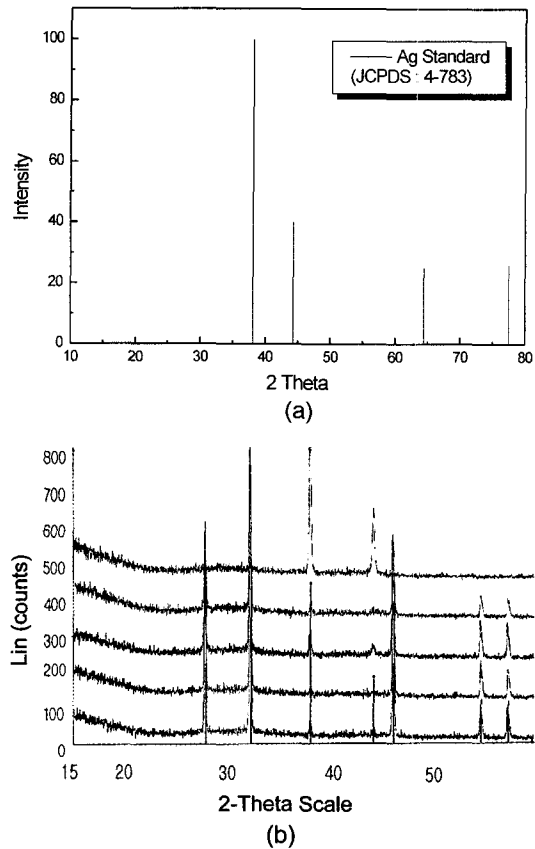 100
80
60
40
20
0
Intensity
Ag Standard
(JCPDS : 4-783)
10 20 30 40 50 60 70 80
2 Theta
(a)
800
700
600
500
400
300
200
100
0
Lin (counts)
15 20 30 40 50
2-Theta Scale
(b)